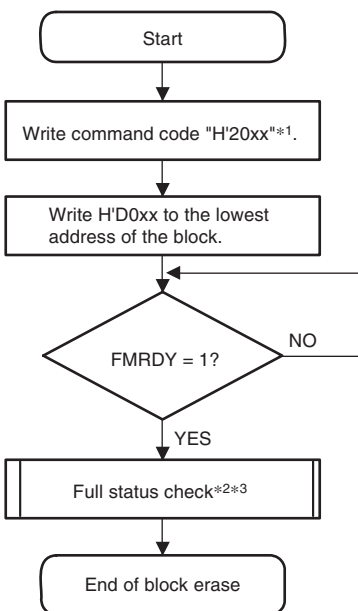 Start
Write command code "H'20xx"*1.
Write H'D0xx to the lowest
address of the block.
FMRDY = 1?
NO
YES
Full status check*2*3
End of block erase